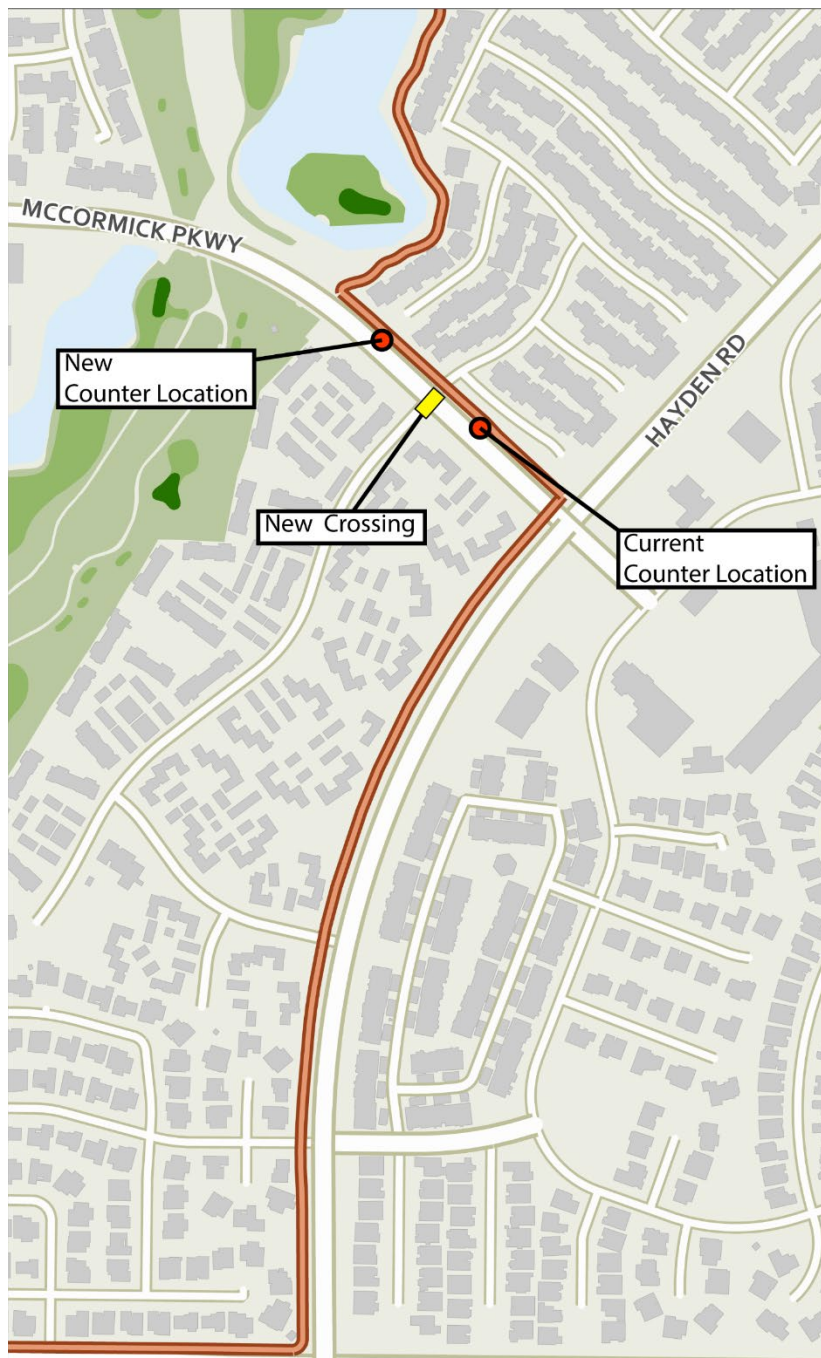 MCCORMICK PKWY
HAYDEN RD
New
Counter Location
New Crossing
Current
Counter Location